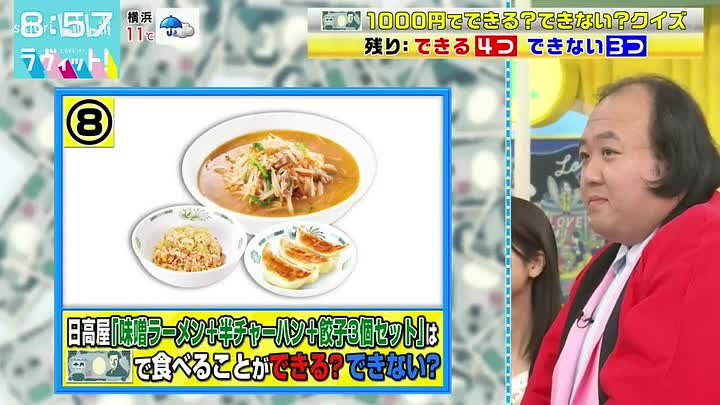 8:57
ラヴィット!
横浜
11℃
1000円でできる?できない?クイズ
残り:できる4つ できない3つ
⑧
日高屋「味噌ラーメン+半チャーハン+餃子3個セット」は
で食べることができる?できない?